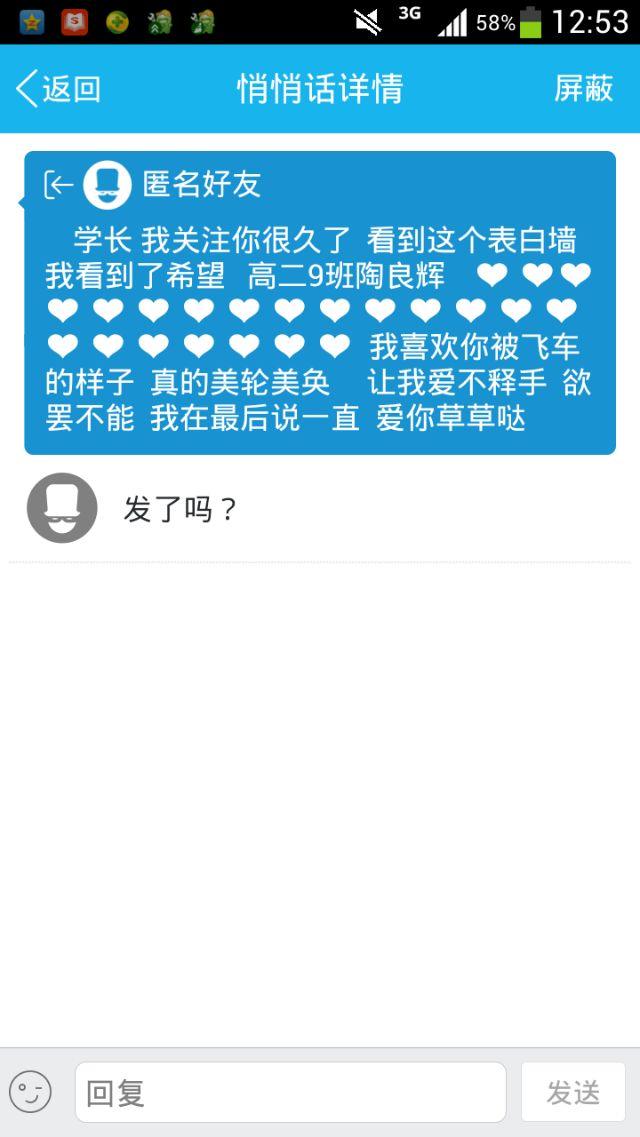 3G 58% 12:53
返回 悄悄话详情 屏蔽
匿名好友
学长 我关注你很久了 看到这个表白墙
我看到了希望 高二9班陶良辉 ♥ ♥ ♥
♥ ♥ ♥ ♥ ♥ ♥ ♥ ♥ ♥ ♥ ♥ ♥
♥ ♥ ♥ ♥ ♥ ♥ ♥ 我喜欢你被飞车
的样子 真的美轮美奂 让我爱不释手 欲
罢不能 我在最后说一直 爱你草草哒
发了吗？
回复 发送